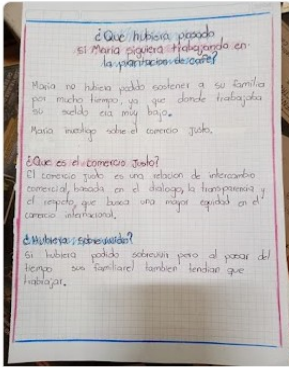 ¿Que hubiera pasado
si Maria siguiera trabajando en
la plantacion de café?
Maria no hubiera podido sostener a su familia
por mucho tiempo, ya que donde trabajaba
su sueldo era muy bajo.
Maria investigo sobre el comercio justo.
¿Que es el comercio Justo?
El comercio justo es una relacion de intercambio
comercial, basada en el dialogo, la transparencia y
el respeto, que busca una mayor equidad en el
comercio internacional.
¿Hubiera sobrevivido?
Si hubiera podido sobrevivir pero al pasar del
tiempo sus familiares tambien tendian que
trabajar.